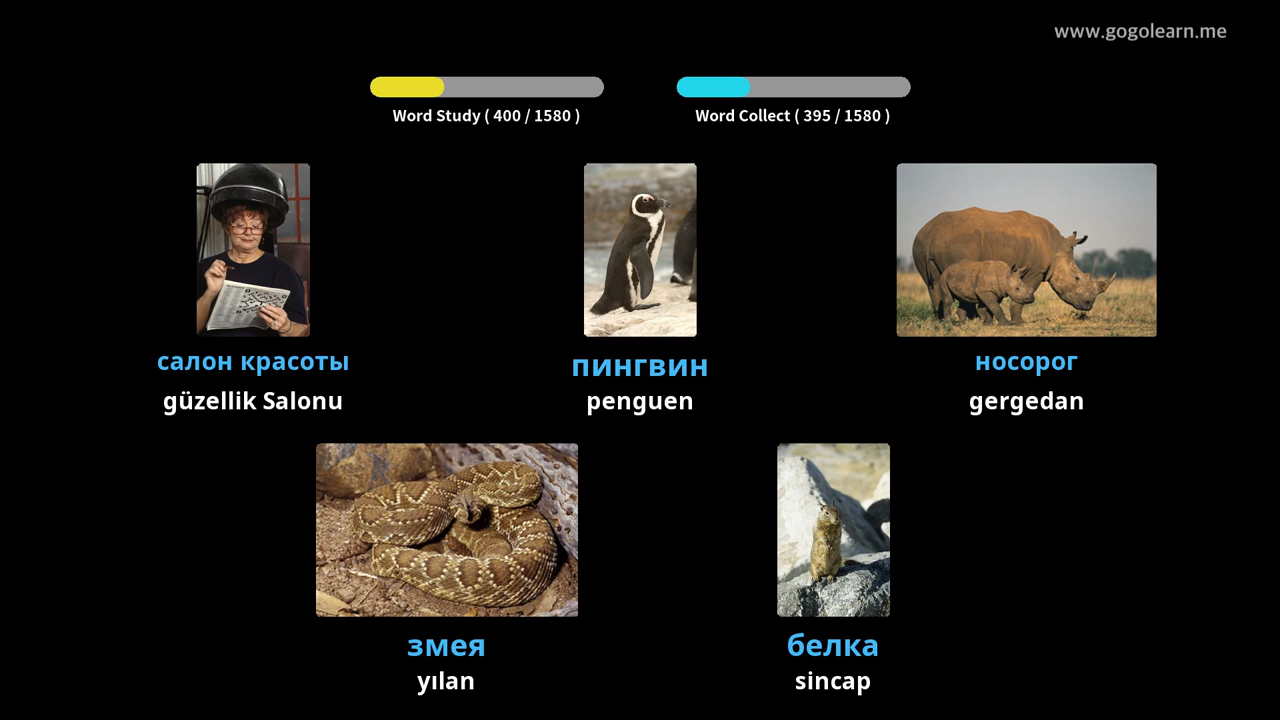 www.gogolearn.me
Word Study ( 400 / 1580 )
Word Collect ( 395 / 1580 )
салон красоты
güzellik Salonu
пингвин
penguen
носорог
gergedan
змея
yılan
белка
sincap